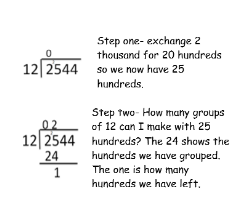 0
12 2544
Step one- exchange 2
thousand for 20 hundreds
so we now have 25
hundreds.
0 2
12 2544
24
1
Step two- How many groups
of 12 can I make with 25
hundreds? The 24 shows the
hundreds we have grouped.
The one is how many
hundreds we have left.